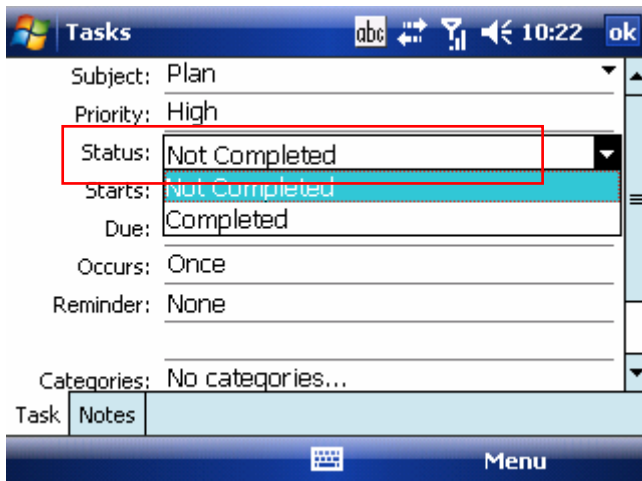 Tasks abc 10:22 ok
Subject: Plan
Priority: High
Status: Not Completed
Starts: Not Completed
Due: Completed
Occurs: Once
Reminder: None
Categories: No categories...
Task Notes
Menu